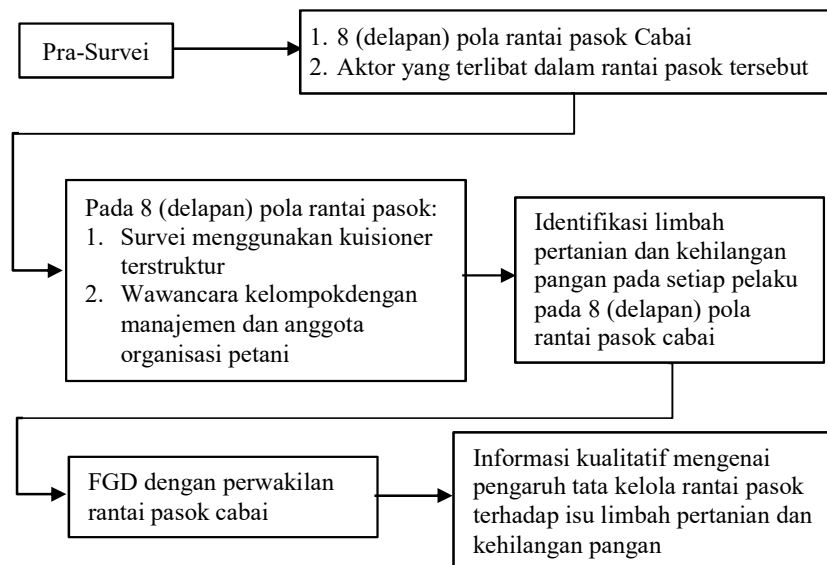 Pra-Survei
1. 8 (delapan) pola rantai pasok Cabai
2. Aktor yang terlibat dalam rantai pasok tersebut
Pada 8 (delapan) pola rantai pasok:
1. Survei menggunakan kuisioner
terstruktur
2. Wawancara kelompokdengan
manajemen dan anggota
organisasi petani
Identifikasi limbah
pertanian dan kehilangan
pangan pada setiap pelaku
pada 8 (delapan) pola
rantai pasok cabai
FGD dengan perwakilan
rantai pasok cabai
Informasi kualitatif mengenai
pengaruh tata kelola rantai pasok
terhadap isu limbah pertanian dan
kehilangan pangan